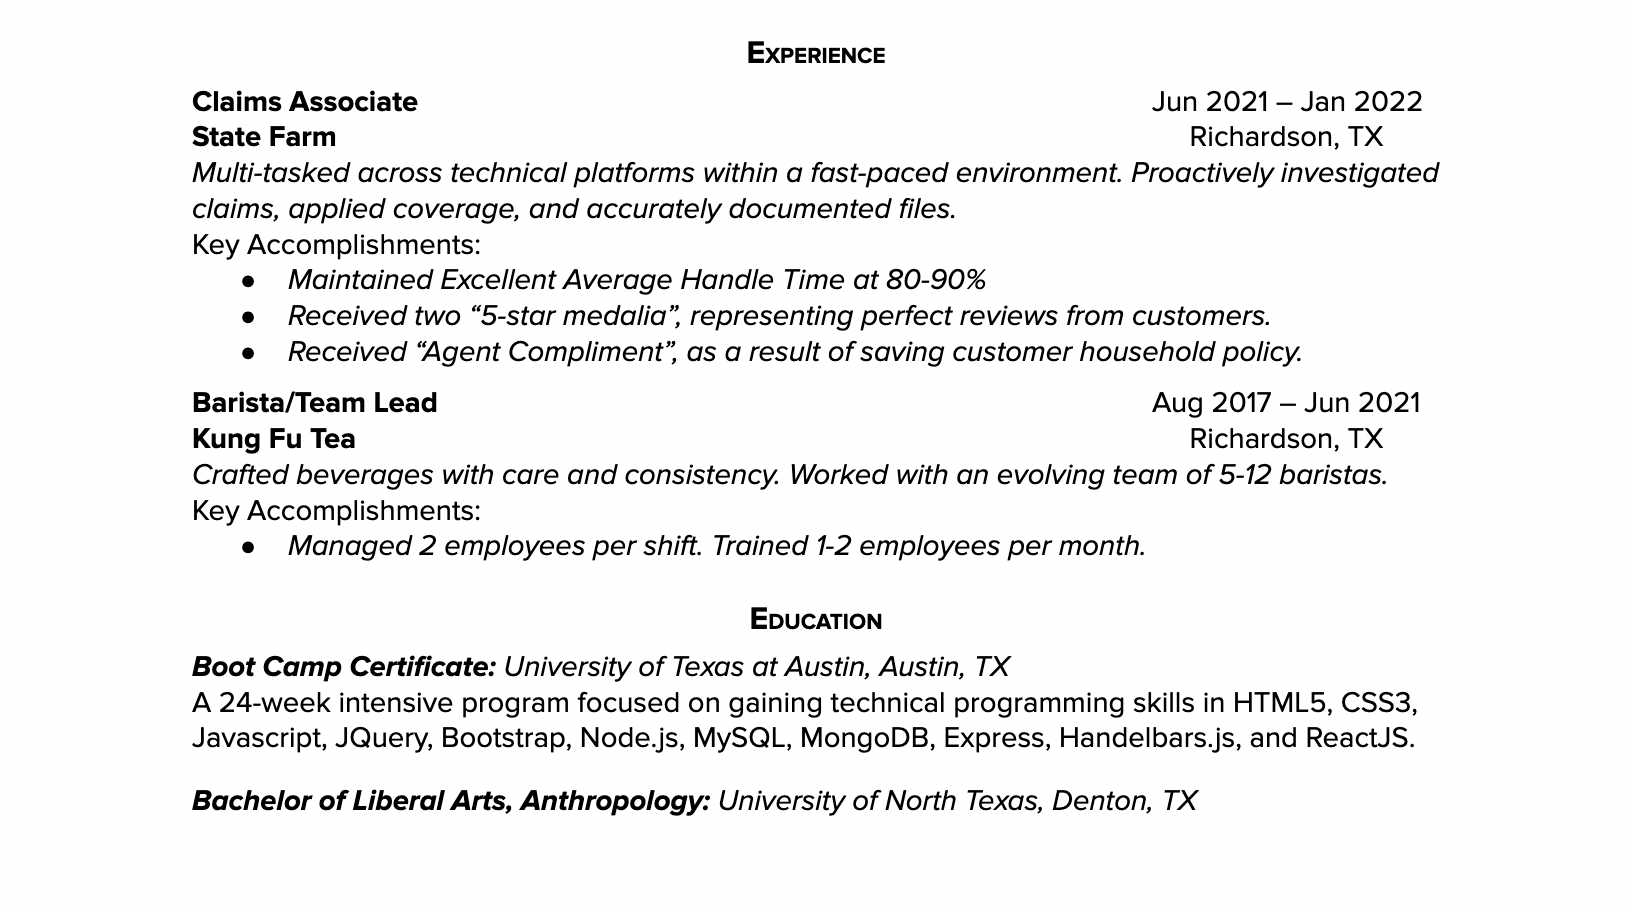 Experience
Claims Associate Jun 2021 – Jan 2022
State Farm Richardson, TX
Multi-tasked across technical platforms within a fast-paced environment. Proactively investigated
claims, applied coverage, and accurately documented files.
Key Accomplishments:
● Maintained Excellent Average Handle Time at 80-90%
● Received two “5-star medalia”, representing perfect reviews from customers.
● Received “Agent Compliment”, as a result of saving customer household policy.
Barista/Team Lead Aug 2017 – Jun 2021
Kung Fu Tea Richardson, TX
Crafted beverages with care and consistency. Worked with an evolving team of 5-12 baristas.
Key Accomplishments:
● Managed 2 employees per shift. Trained 1-2 employees per month.
Education
Boot Camp Certificate: University of Texas at Austin, Austin, TX
A 24-week intensive program focused on gaining technical programming skills in HTML5, CSS3,
Javascript, JQuery, Bootstrap, Node.js, MySQL, MongoDB, Express, Handelbars.js, and ReactJS.
Bachelor of Liberal Arts, Anthropology: University of North Texas, Denton, TX